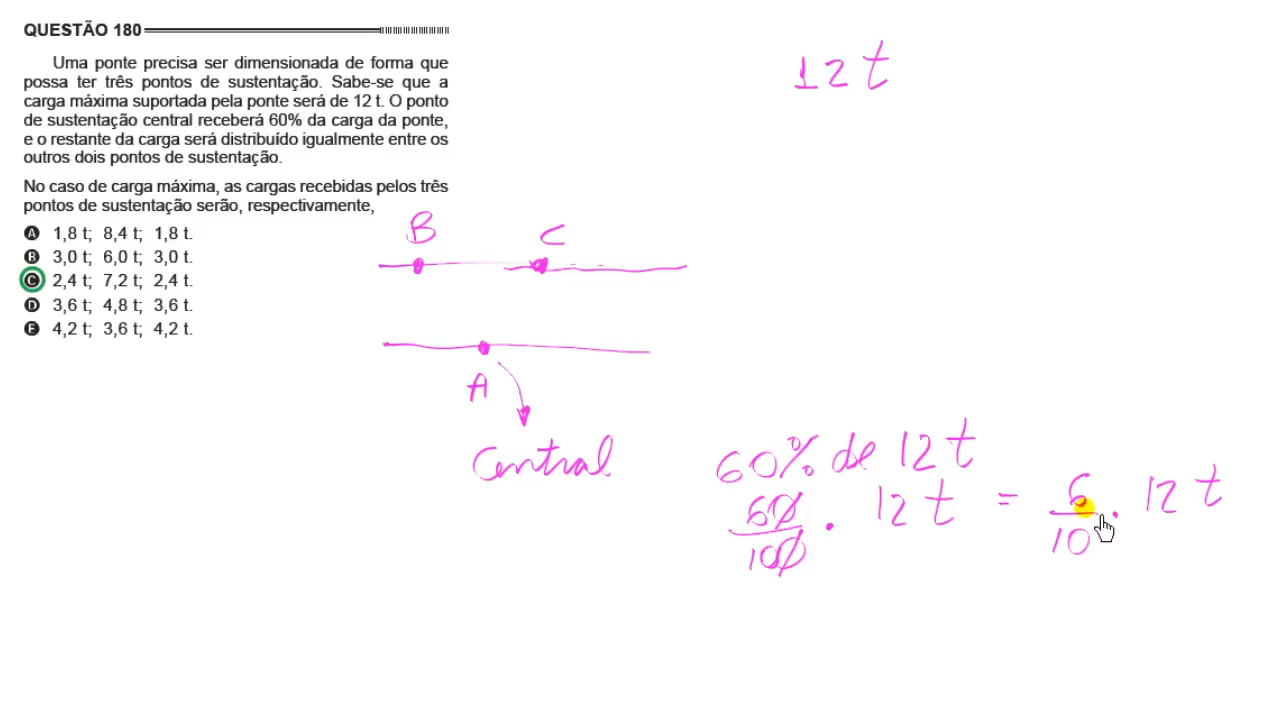 QUESTÃO 180
Uma ponte precisa ser dimensionada de forma que
possa ter três pontos de sustentação. Sabe-se que a
carga máxima suportada pela ponte será de 12 t. O ponto
de sustentação central receberá 60% da carga da ponte,
e o restante da carga será distribuído igualmente entre os
outros dois pontos de sustentação.
No caso de carga máxima, as cargas recebidas pelos três
pontos de sustentação serão, respectivamente,
A 1,8 t; 8,4 t; 1,8 t.
B 3,0 t; 6,0 t; 3,0 t.
C 2,4 t; 7,2 t; 2,4 t.
D 3,6 t; 4,8 t; 3,6 t.
E 4,2 t; 3,6 t; 4,2 t.
12 t
B C
A
Central
60% de 12 t
60/100 . 12 t = 6/10 . 12 t